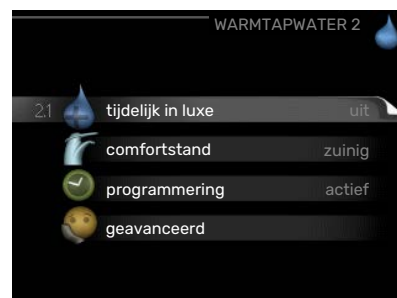 WARMTAPWATER 2
2.1 tijdelijk in luxe uit
comfortstand zuinig
programmering actief
geavanceerd